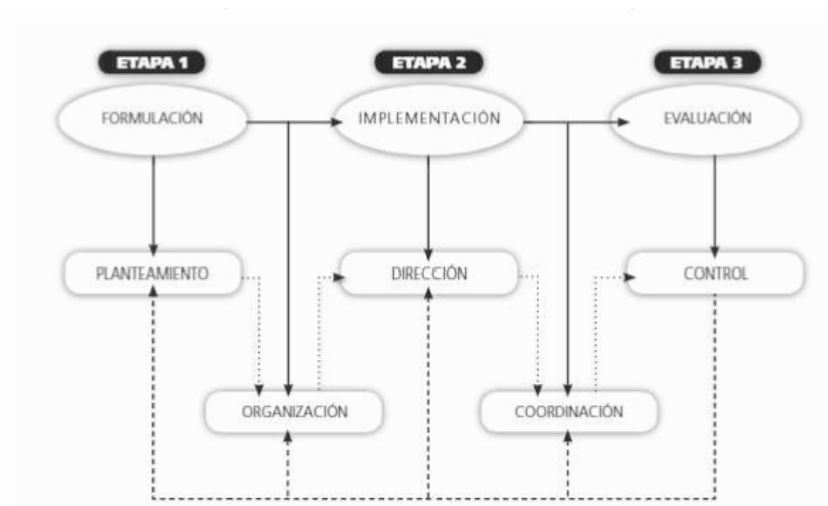 ETAPA 1
ETAPA 2
ETAPA 3
FORMULACIÓN
IMPLEMENTACIÓN
EVALUACIÓN
PLANTEAMIENTO
DIRECCIÓN
CONTROL
ORGANIZACIÓN
COORDINACIÓN